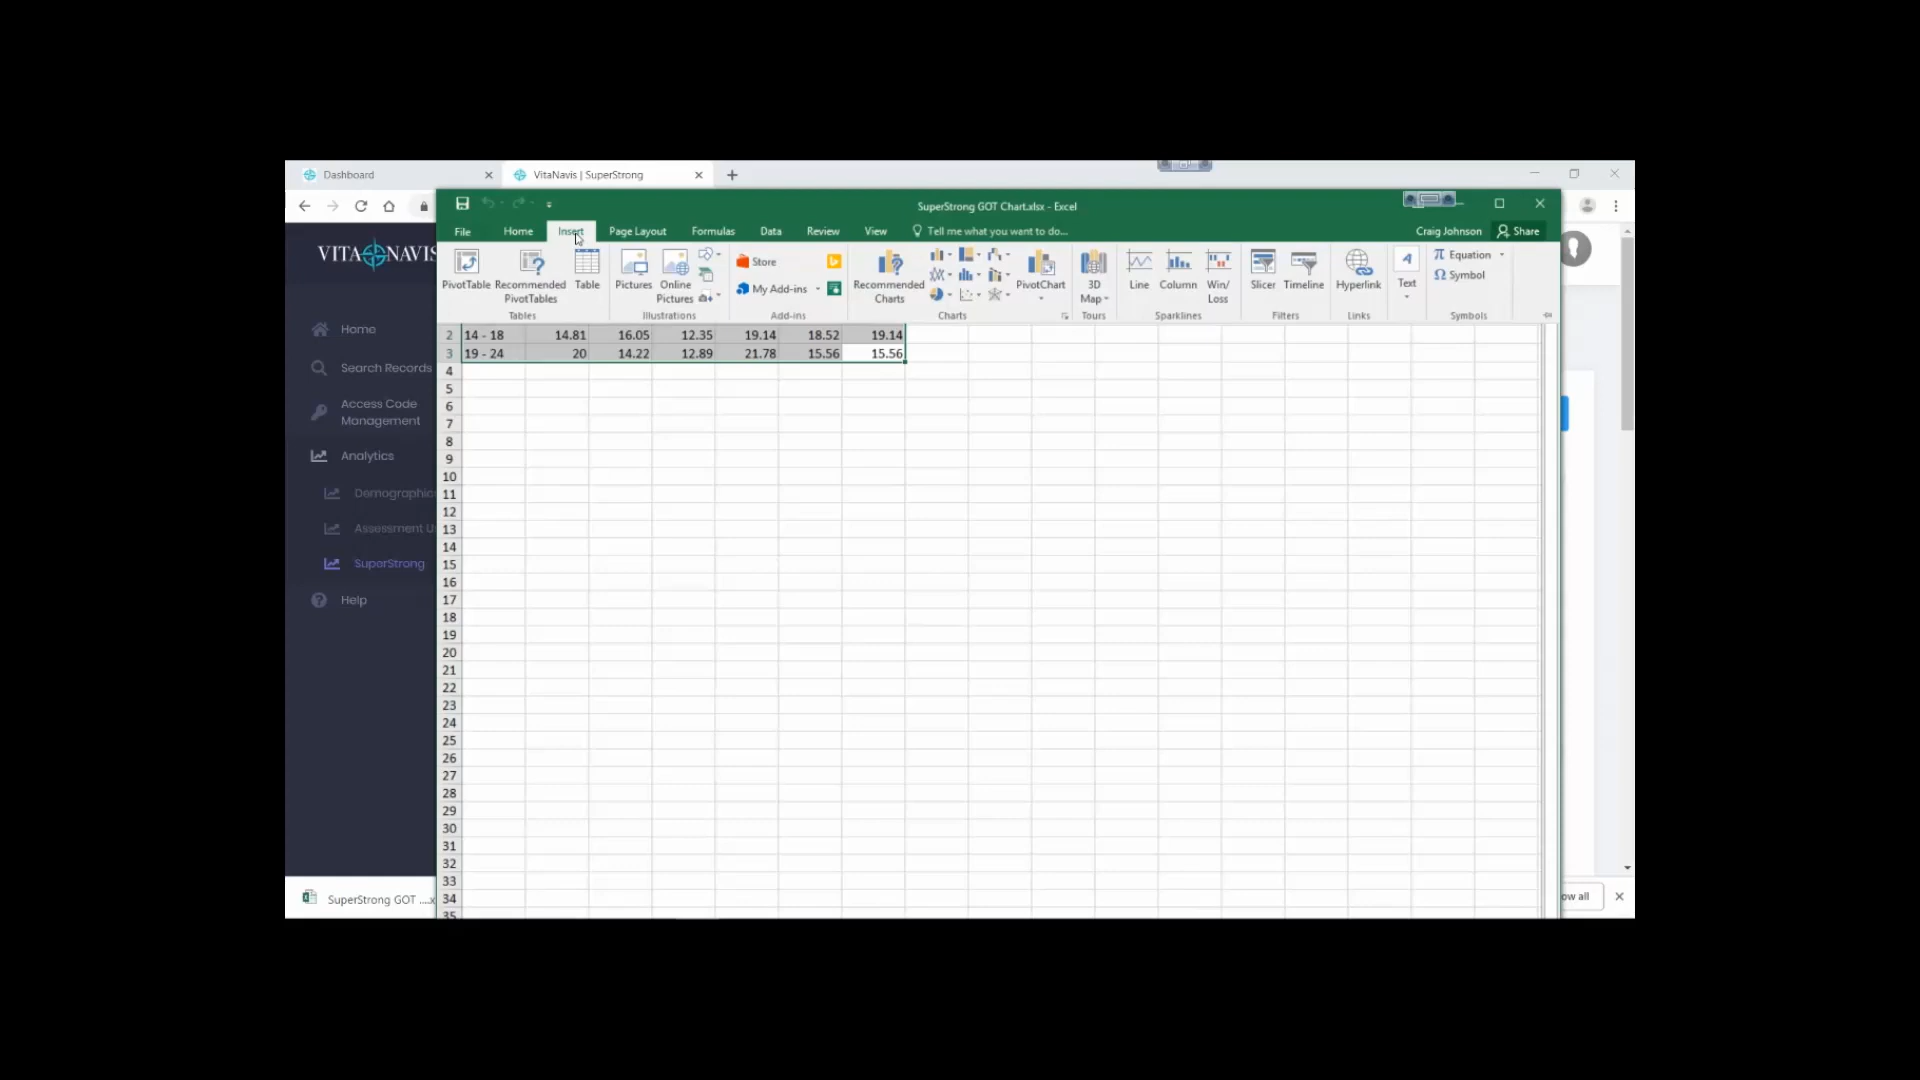 Dashboard
VitaNavis | SuperStrong
SuperStrong GOT Chart.xlsx - Excel
File Home Insert Page Layout Formulas Data Review View Tell me what you want to do... Craig Johnson Share
VITA NAVIS
PivotTable
Recommended PivotTables
Table
Tables
Pictures
Online Pictures
Illustrations
Store
My Add-ins
Add-ins
Recommended Charts
PivotChart
Charts
3D Map
Tours
Line
Column
Win/ Loss
Sparklines
Slicer
Timeline
Filters
Hyperlink
Links
Text
Equation
Symbol
Symbols
Home
Search Records
Access Code
Management
Analytics
Demographic
Assessment U
SuperStrong
Help
2 14 - 18 14.81 16.05 12.35 19.14 18.52 19.14
3 19 - 24 20 14.22 12.89 21.78 15.56 15.56
4
5
6
7
8
9
10
11
12
13
14
15
16
17
18
19
20
21
22
23
24
25
26
27
28
29
30
31
32
33
34
35
SuperStrong GOT ....x
ow all